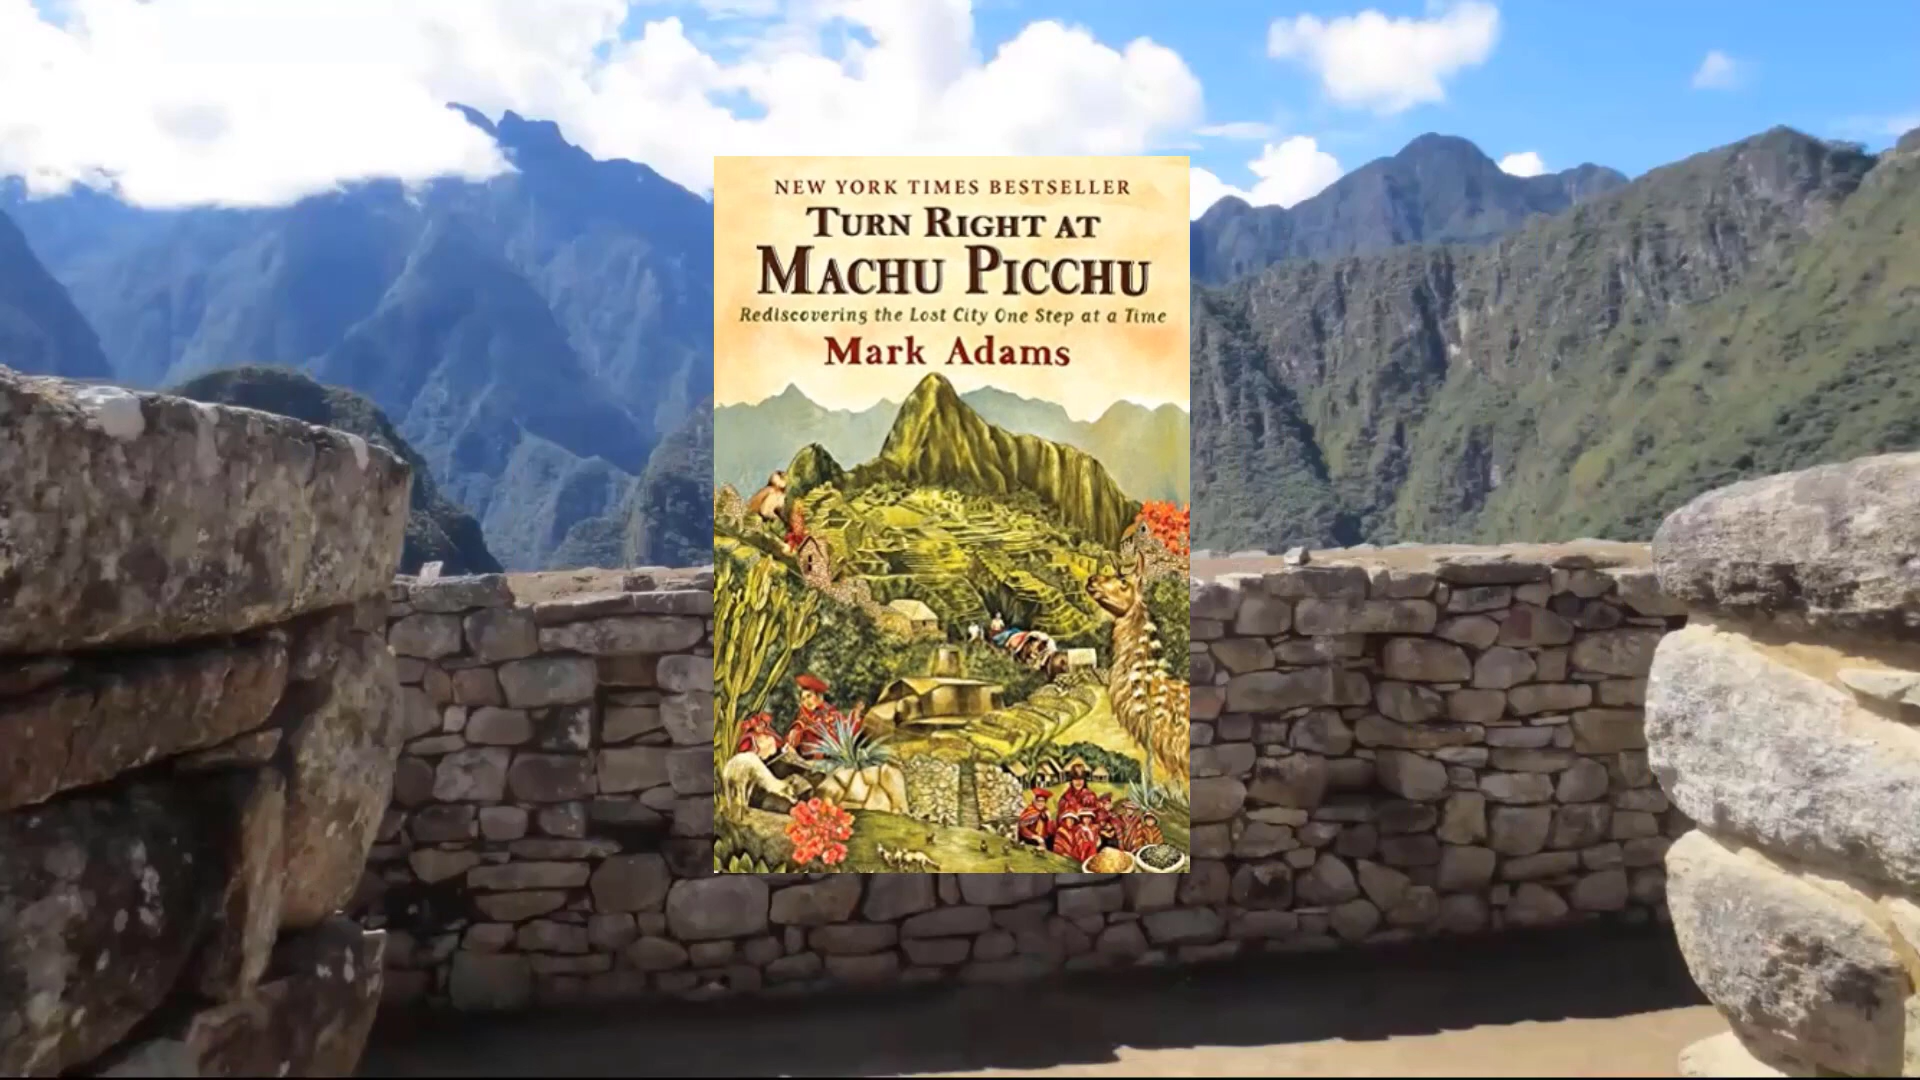 NEW YORK TIMES BESTSELLER
TURN RIGHT AT
MACHU PICCHU
Rediscovering the Lost City One Step at a Time
Mark Adams